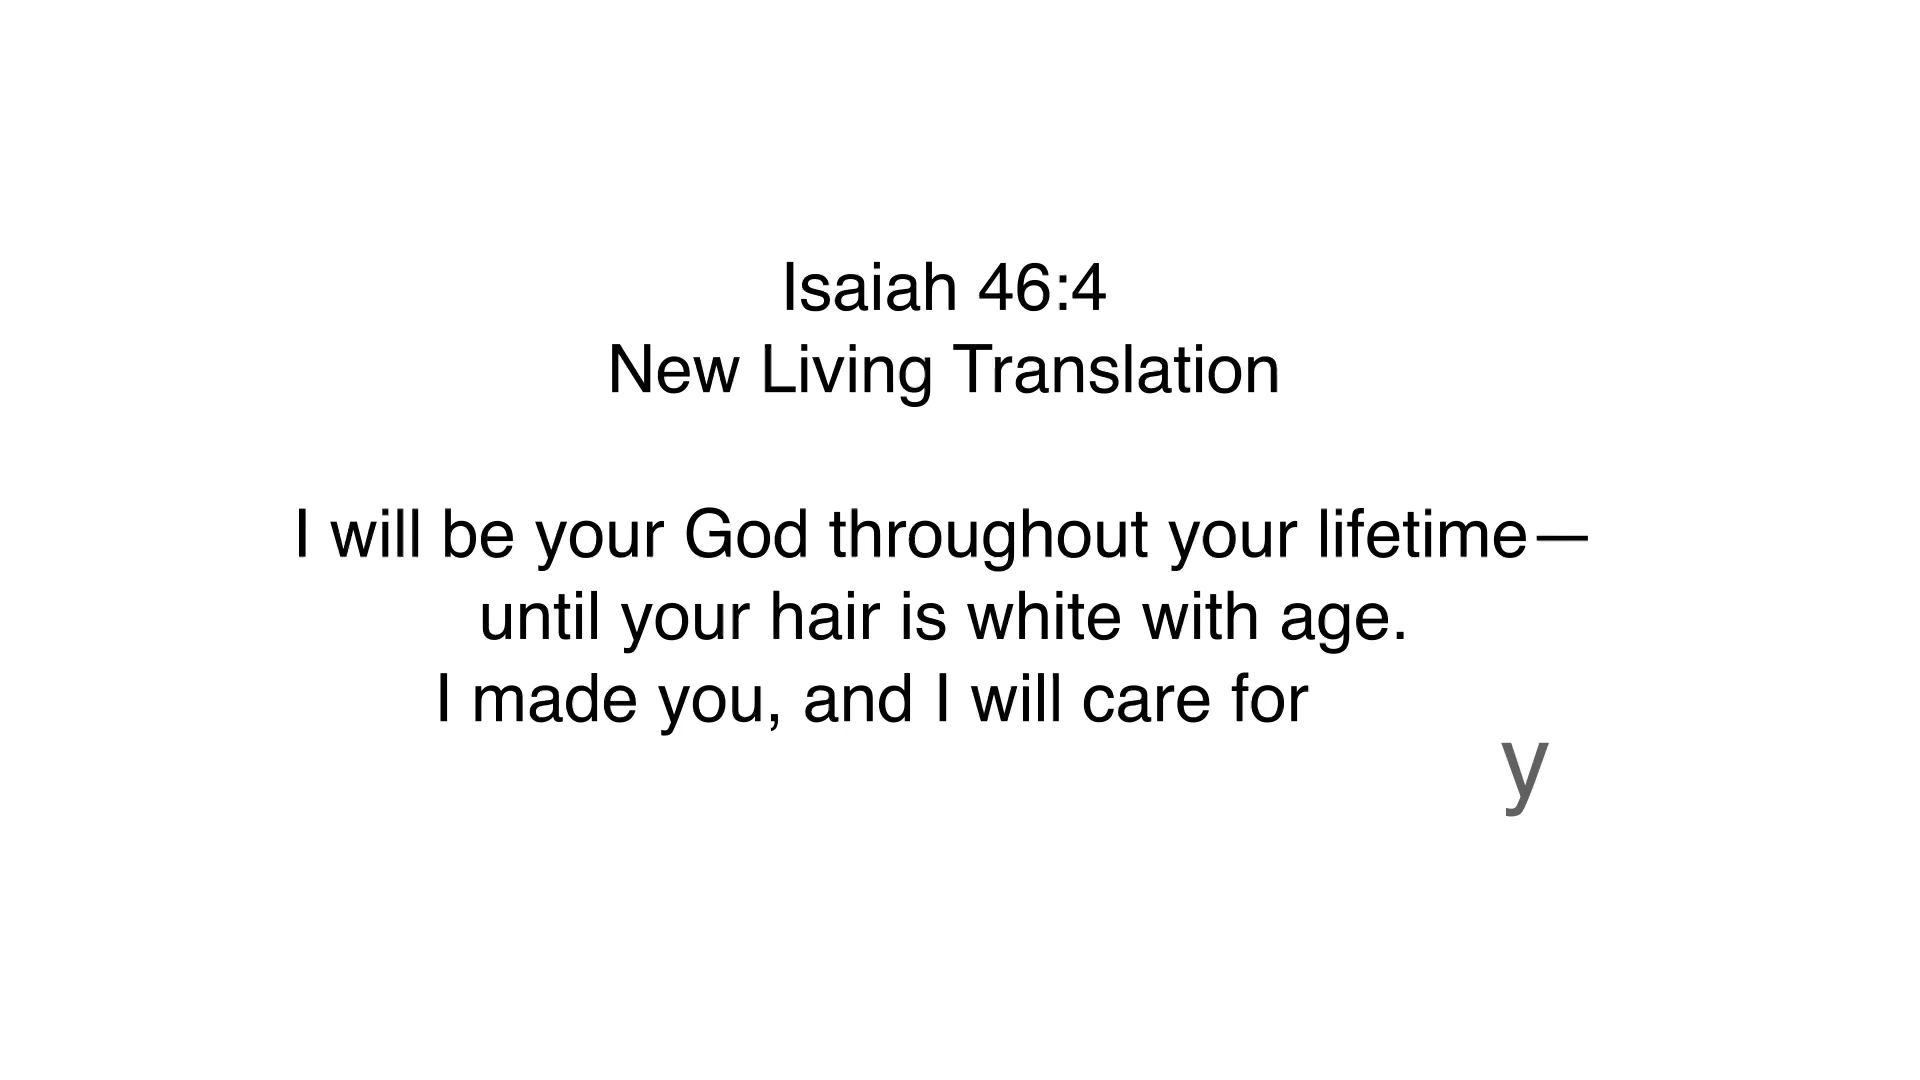 Isaiah 46:4
New Living Translation
I will be your God throughout your lifetime—
until your hair is white with age.
I made you, and I will care for
y